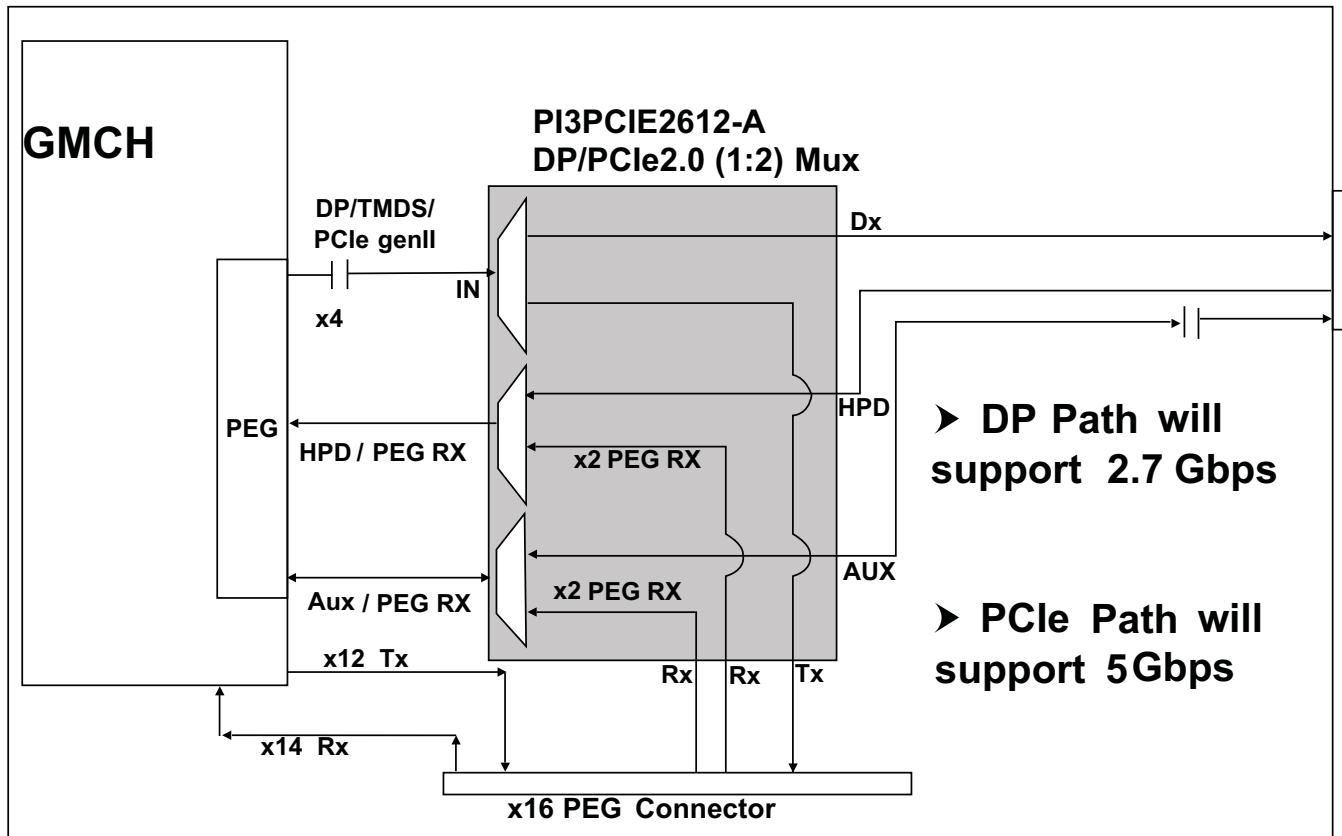 GMCH
PI3PCIE2612-A
DP/PCIe2.0 (1:2) Mux
DP/TMDS/
PCIe genII
Dx
IN
x4
HPD
PEG
HPD / PEG RX
x2 PEG RX
➤ DP Path will
support 2.7 Gbps
AUX
Aux / PEG RX
x2 PEG RX
➤ PCIe Path will
support 5Gbps
x12 Tx
Rx
Rx
Tx
x14 Rx
x16 PEG Connector